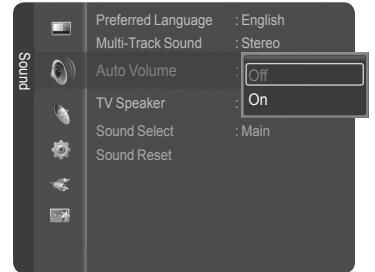 Sound
Preferred Language : English
Multi-Track Sound : Stereo
Auto Volume : Off
On
TV Speaker :
Sound Select : Main
Sound Reset